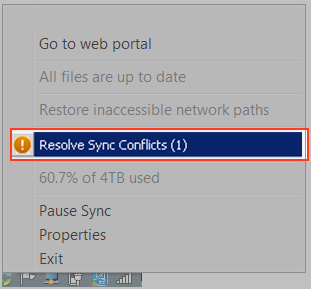 Go to web portal
All files are up to date
Restore inaccessible network paths
Resolve Sync Conflicts (1)
60.7% of 4TB used
Pause Sync
Properties
Exit